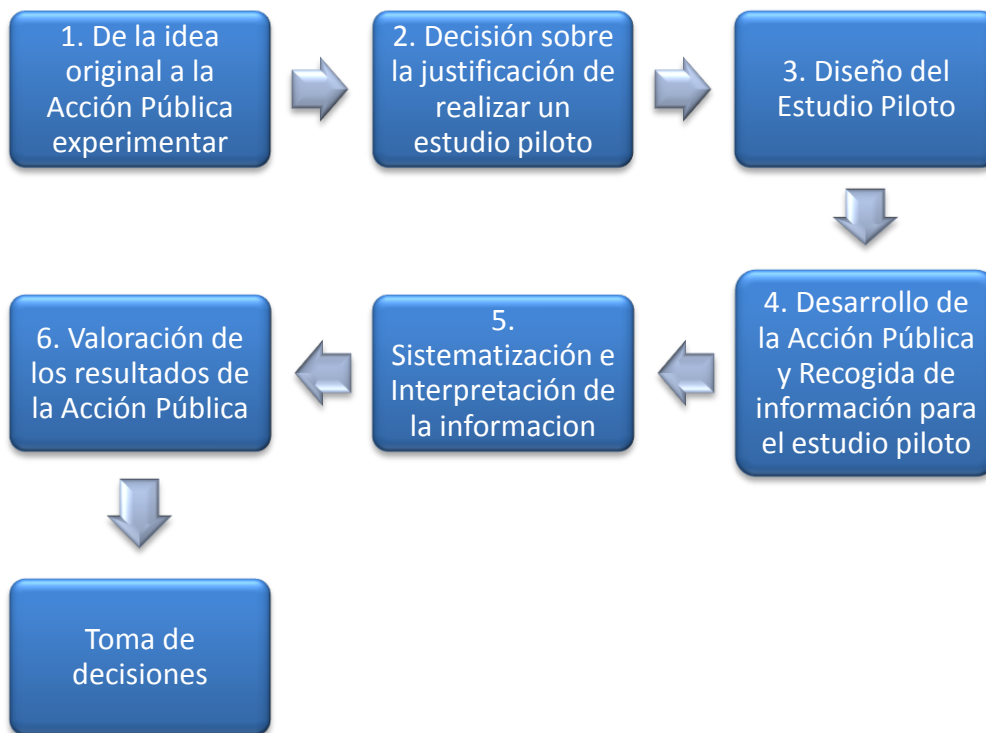 1. De la idea
original a la
Acción Pública
experimentar
2. Decisión sobre
la justificación de
realizar un
estudio piloto
3. Diseño del
Estudio Piloto
4. Desarrollo de
la Acción Pública
y Recogida de
información para
el estudio piloto
5.
Sistematización e
Interpretación de
la informacion
6. Valoración de
los resultados de
la Acción Pública
Toma de
decisiones